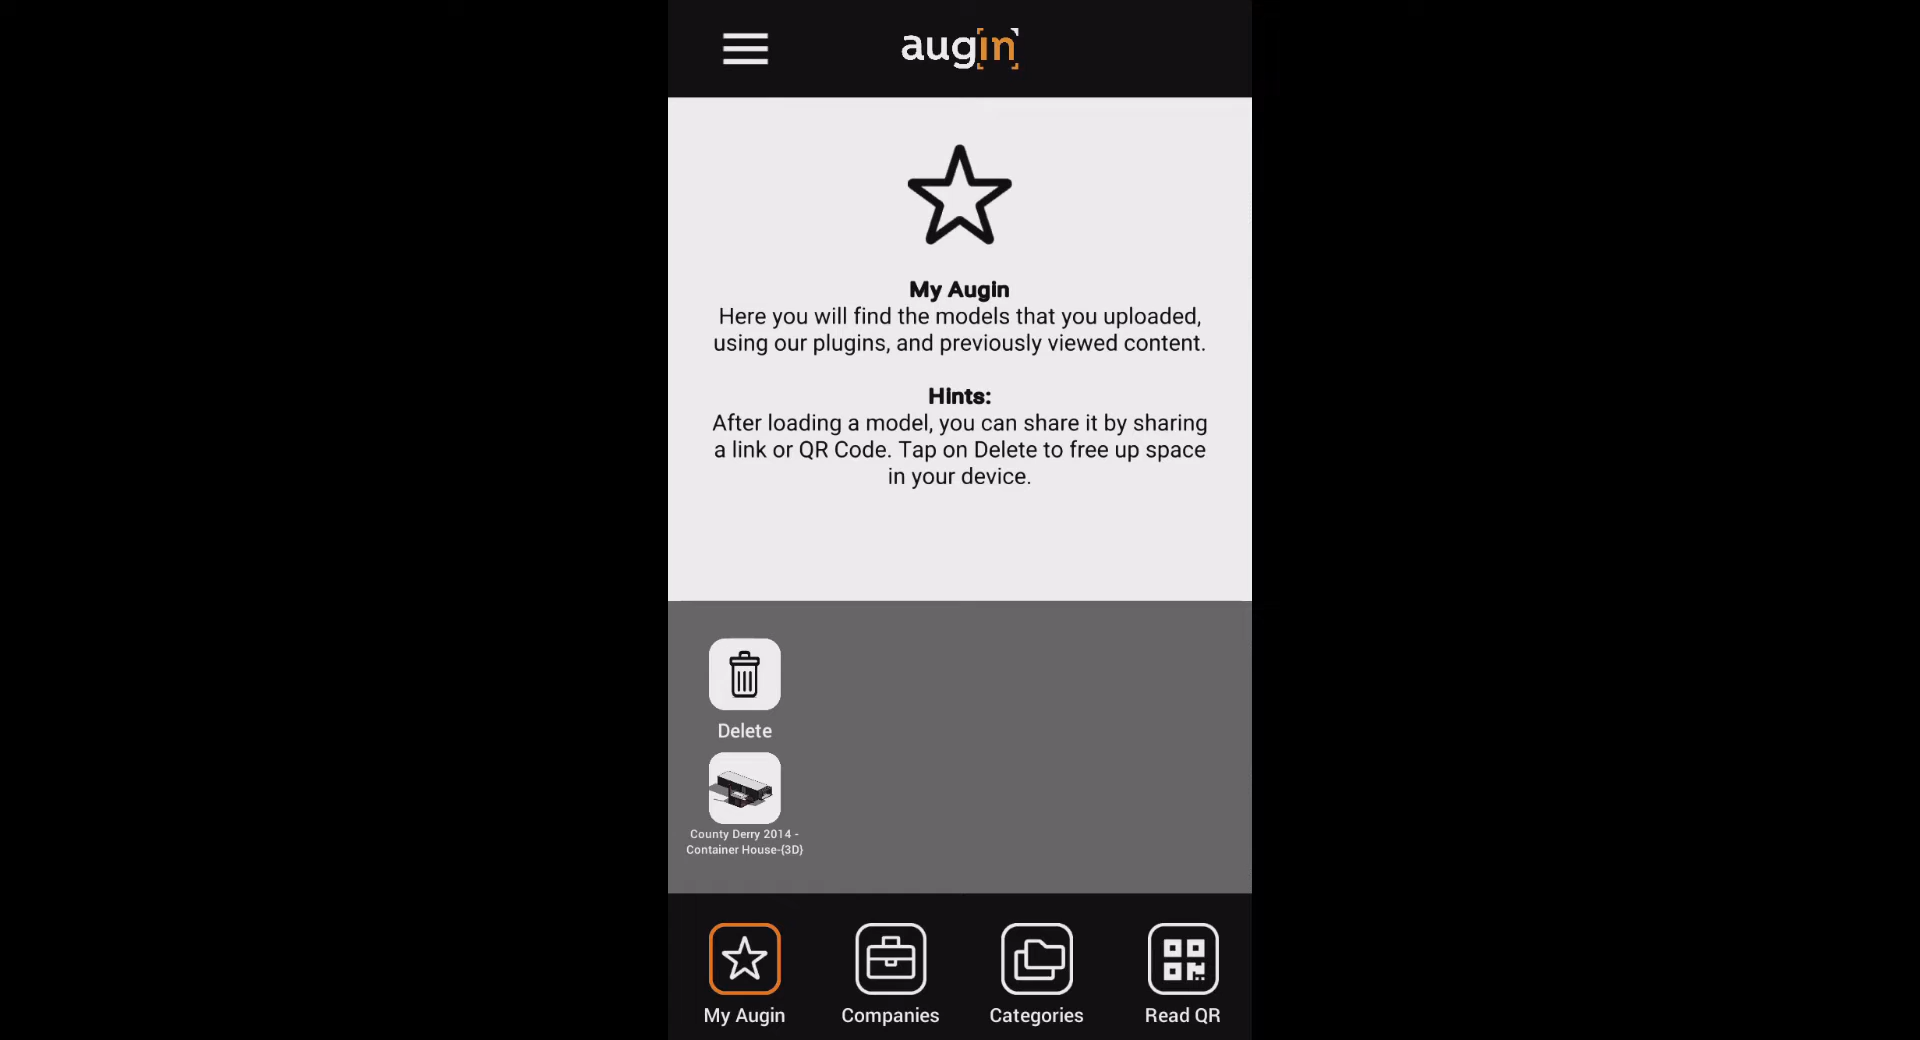 augin
My Augin
Here you will find the models that you uploaded,
using our plugins, and previously viewed content.
Hints:
After loading a model, you can share it by sharing
a link or QR Code. Tap on Delete to free up space
in your device.
Delete
County Derry 2014 -
Container House-{3D}
My Augin
Companies
Categories
Read QR